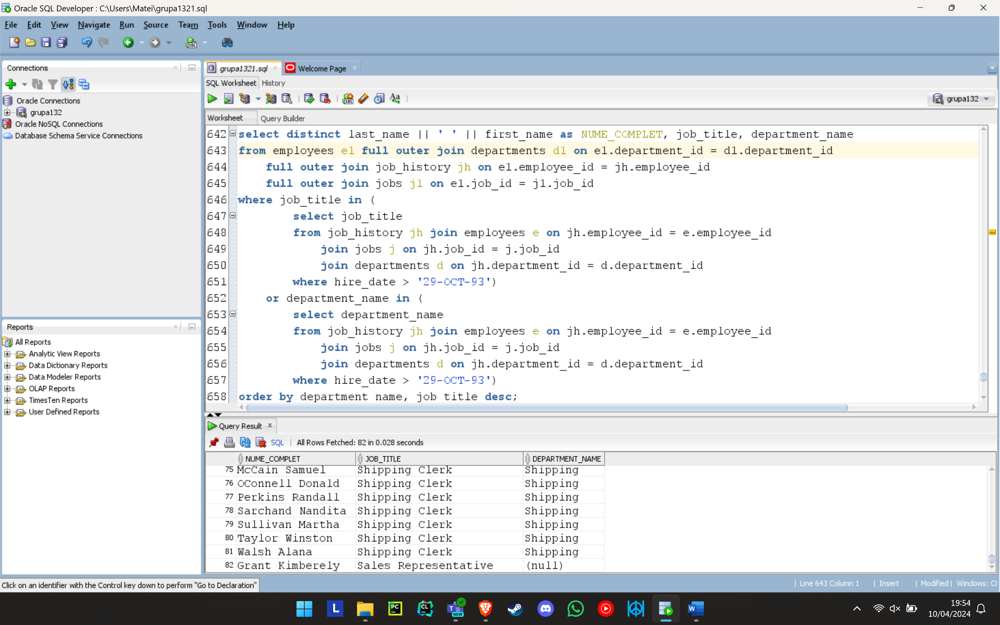 Oracle SQL Developer : C:\Users\Matei\grupa1321.sql
File Edit View Navigate Run Source Team Tools Window Help
Connections
Oracle Connections
grupa132
Oracle NoSQL Connections
Database Schema Service Connections
Reports
All Reports
Analytic View Reports
Data Dictionary Reports
Data Modeler Reports
OLAP Reports
TimesTen Reports
User Defined Reports
grupa1321.sql Welcome Page
SQL Worksheet History
grupa132
Worksheet Query Builder
642 select distinct last_name || ' ' || first_name as NUME_COMPLET, job_title, department_name
643 from employees e1 full outer join departments d1 on e1.department_id = d1.department_id
644 full outer join job_history jh on e1.employee_id = jh.employee_id
645 full outer join jobs j1 on e1.job_id = j1.job_id
646 where job_title in (
647 select job_title
648 from job_history jh join employees e on jh.employee_id = e.employee_id
649 join jobs j on jh.job_id = j.job_id
650 join departments d on jh.department_id = d.department_id
651 where hire_date > '29-OCT-93')
652 or department_name in (
653 select department_name
654 from job_history jh join employees e on jh.employee_id = e.employee_id
655 join jobs j on jh.job_id = j.job_id
656 join departments d on jh.department_id = d.department_id
657 where hire_date > '29-OCT-93')
658 order by department_name, job_title desc;
Query Result
SQL | All Rows Fetched: 82 in 0.028 seconds
NUME_COMPLET JOB_TITLE DEPARTMENT_NAME
75 McCain Samuel Shipping Clerk Shipping
76 OConnell Donald Shipping Clerk Shipping
77 Perkins Randall Shipping Clerk Shipping
78 Sarchand Nandita Shipping Clerk Shipping
79 Sullivan Martha Shipping Clerk Shipping
80 Taylor Winston Shipping Clerk Shipping
81 Walsh Alana Shipping Clerk Shipping
82 Grant Kimberely Sales Representative (null)
Click on an identifier with the Control key down to perform "Go to Declaration"
| Line 643 Column 1 | Insert | Modified | Windows: CI
19:54
10/04/2024